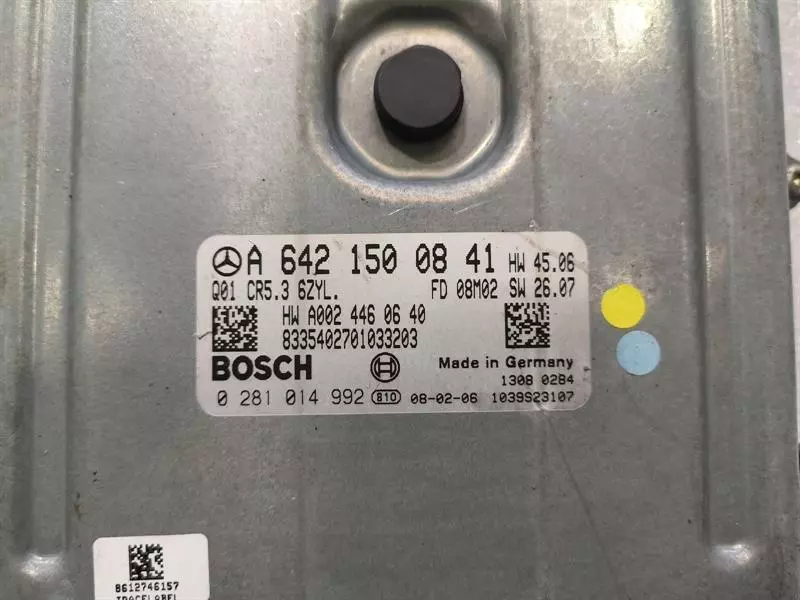 A 642 150 08 41 HW 45.06
Q01 CR5.3 6ZYL. FD 08M02 SW 26.07
HW A002 446 06 40
8335402701033203
BOSCH Made in Germany
1308 0284
0 281 014 992 810 08-02-06 1039S23107
8612746157
TRACELABEL